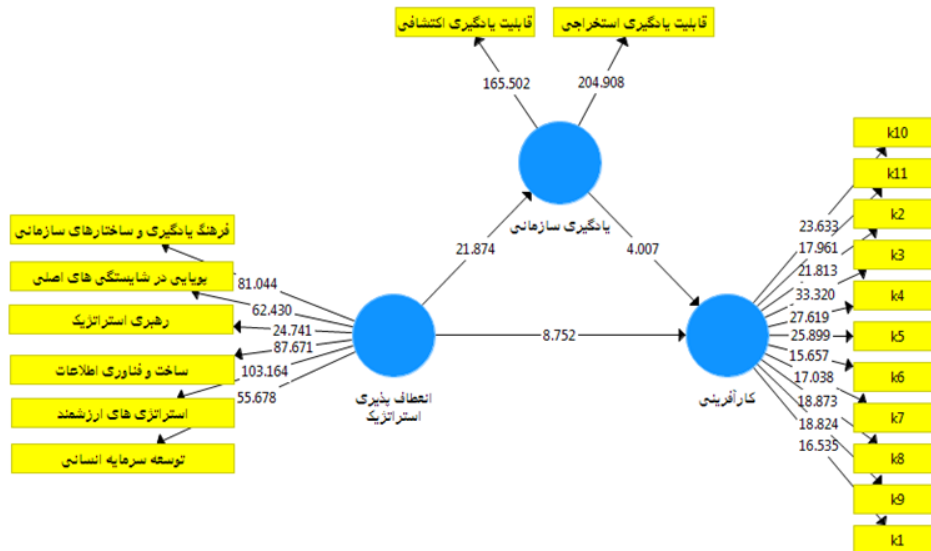 قابلیت یادگیری اکتشافی
قابلیت یادگیری استخراجی
165.502
204.908
یادگیری سازمانی
21.874
4.007
فرهنگ یادگیری و ساختارهای سازمانی
پویایی در شایستگی های اصلی
رهبری استراتژیک
ساخت و فناوری اطلاعات
استراتژی های ارزشمند
توسعه سرمایه انسانی
81.044
62.430
24.741
87.671
103.164
55.678
انعطاف پذیری
استراتژیک
8.752
کارآفرینی
23.633
17.961
21.813
33.320
27.619
25.899
15.657
17.038
18.873
18.824
16.535
k10
k11
k2
k3
k4
k5
k6
k7
k8
k9
k1